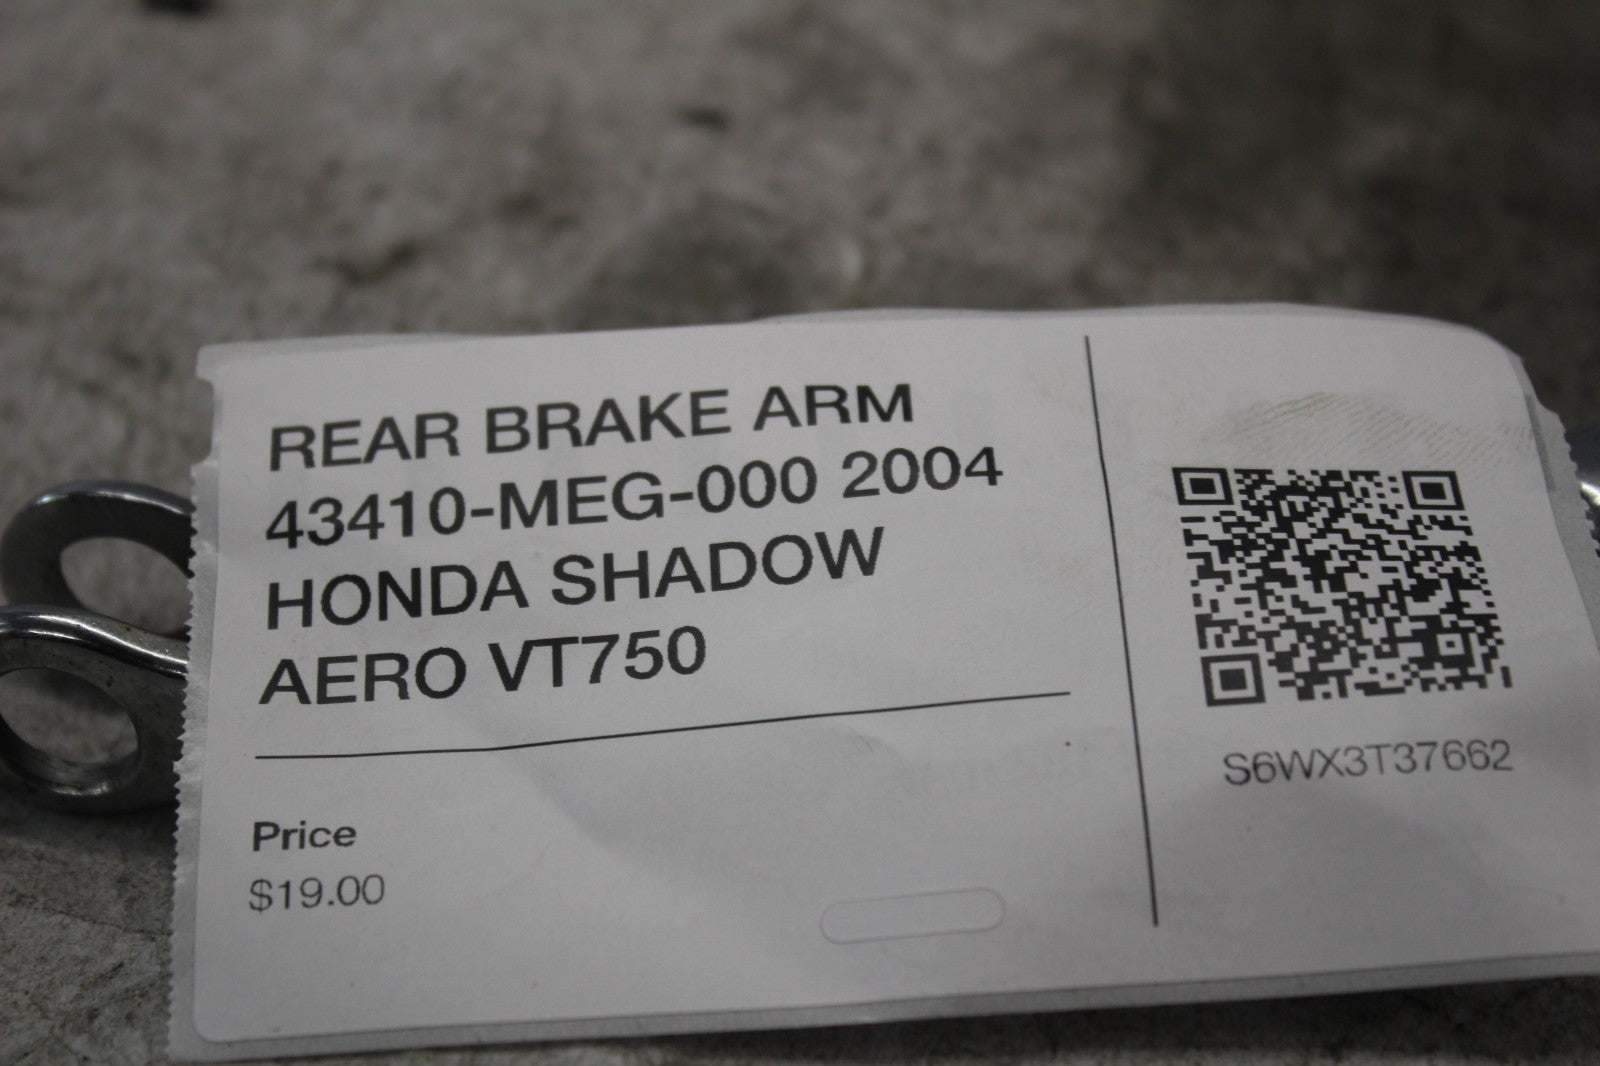 REAR BRAKE ARM
43410-MEG-000 2004
HONDA SHADOW
AERO VT750
Price
$19.00
S6WX3T37662